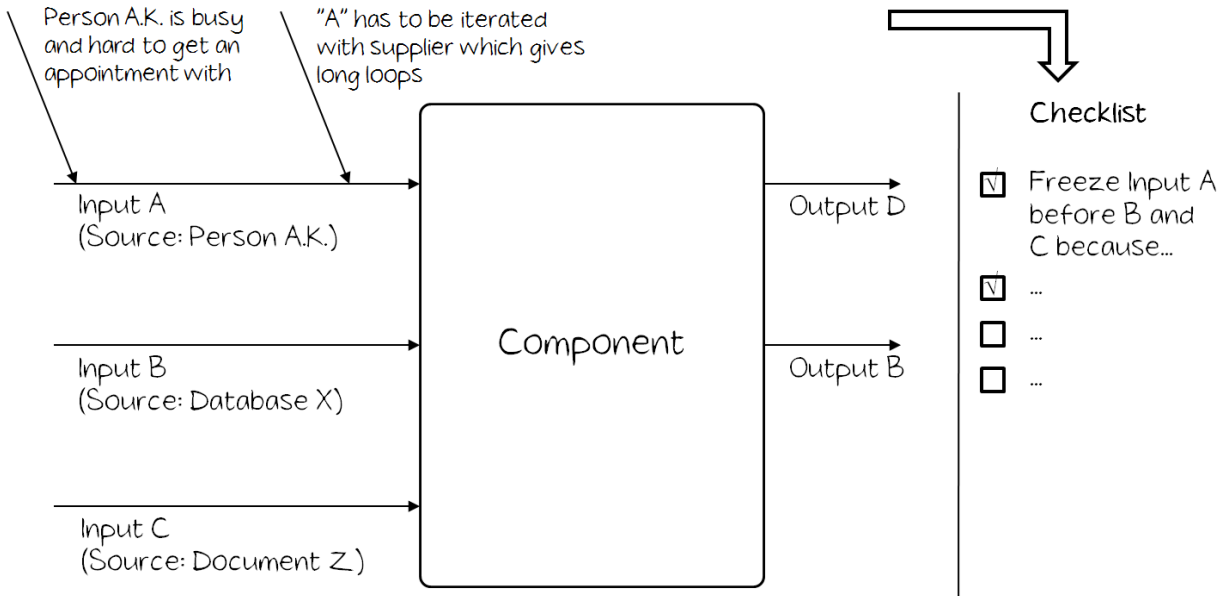 Person A.K. is busy
and hard to get an
appointment with
"A" has to be iterated
with supplier which gives
long loops
Input A
(Source: Person A.K.)
Input B
(Source: Database X)
Input C
(Source: Document Z)
Component
Output D
Output B
Checklist
Freeze Input A
before B and
C because...
...
...
...